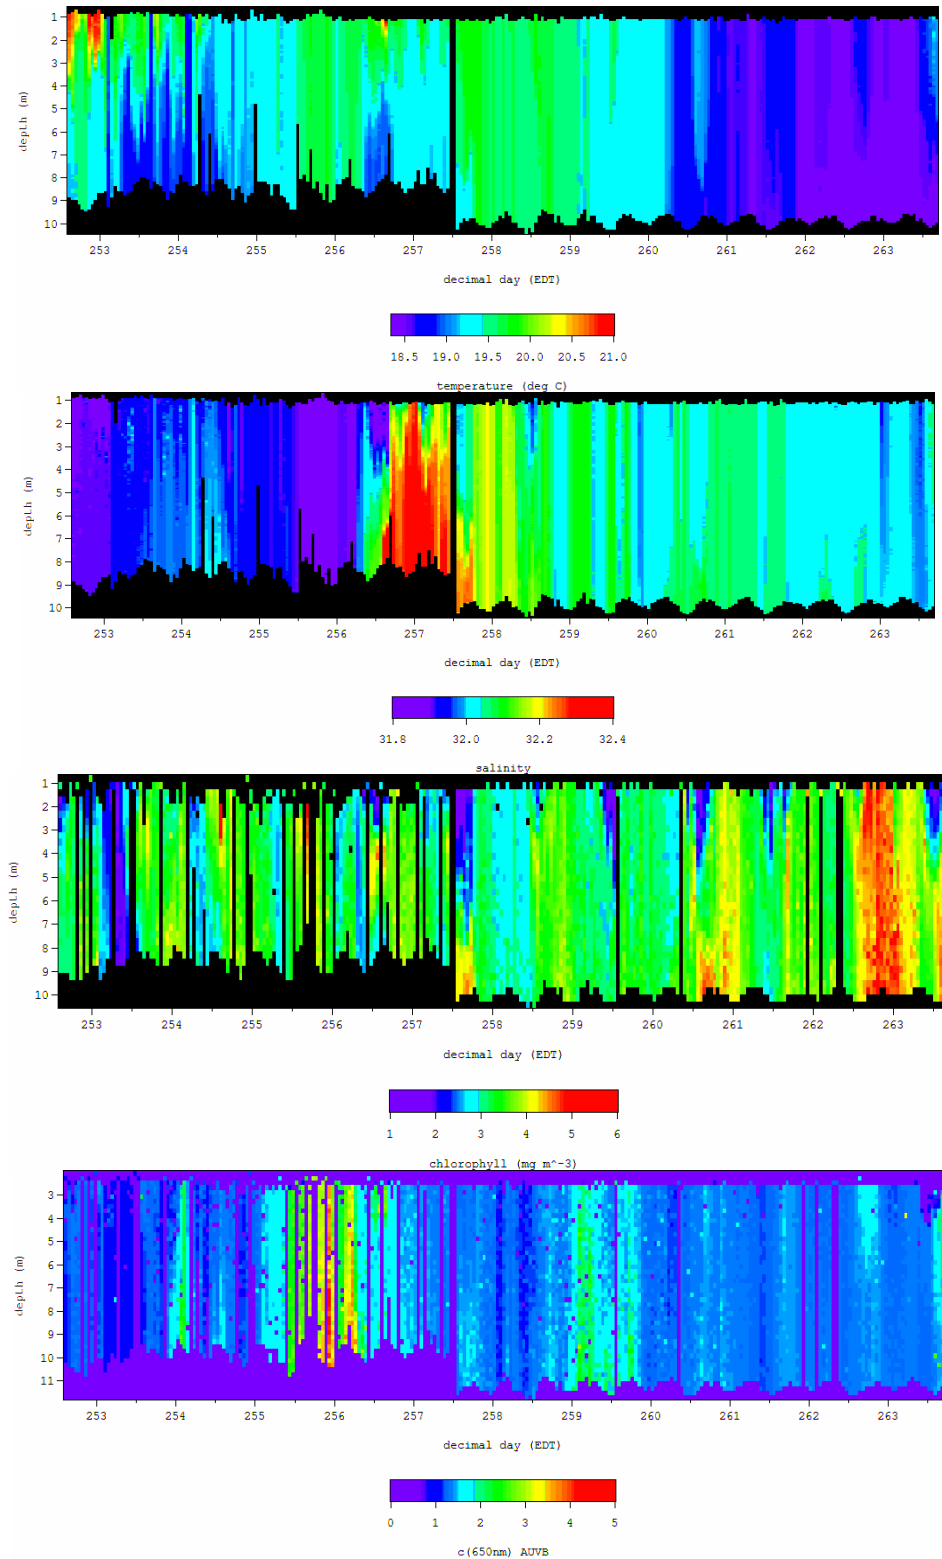 1
2
3
4
5
6
7
8
9
10
depth (m)
253 254 255 256 257 258 259 260 261 262 263
decimal day (EDT)
18.5 19.0 19.5 20.0 20.5 21.0
temperature (deg C)
1
2
3
4
5
6
7
8
9
10
depth (m)
253 254 255 256 257 258 259 260 261 262 263
decimal day (EDT)
31.8 32.0 32.2 32.4
salinity
1
2
3
4
5
6
7
8
9
10
depth (m)
253 254 255 256 257 258 259 260 261 262 263
decimal day (EDT)
1 2 3 4 5 6
chlorophyll (mg m^-3)
3
4
5
6
7
8
9
10
11
depth (m)
253 254 255 256 257 258 259 260 261 262 263
decimal day (EDT)
0 1 2 3 4 5
c(650nm) AUVB